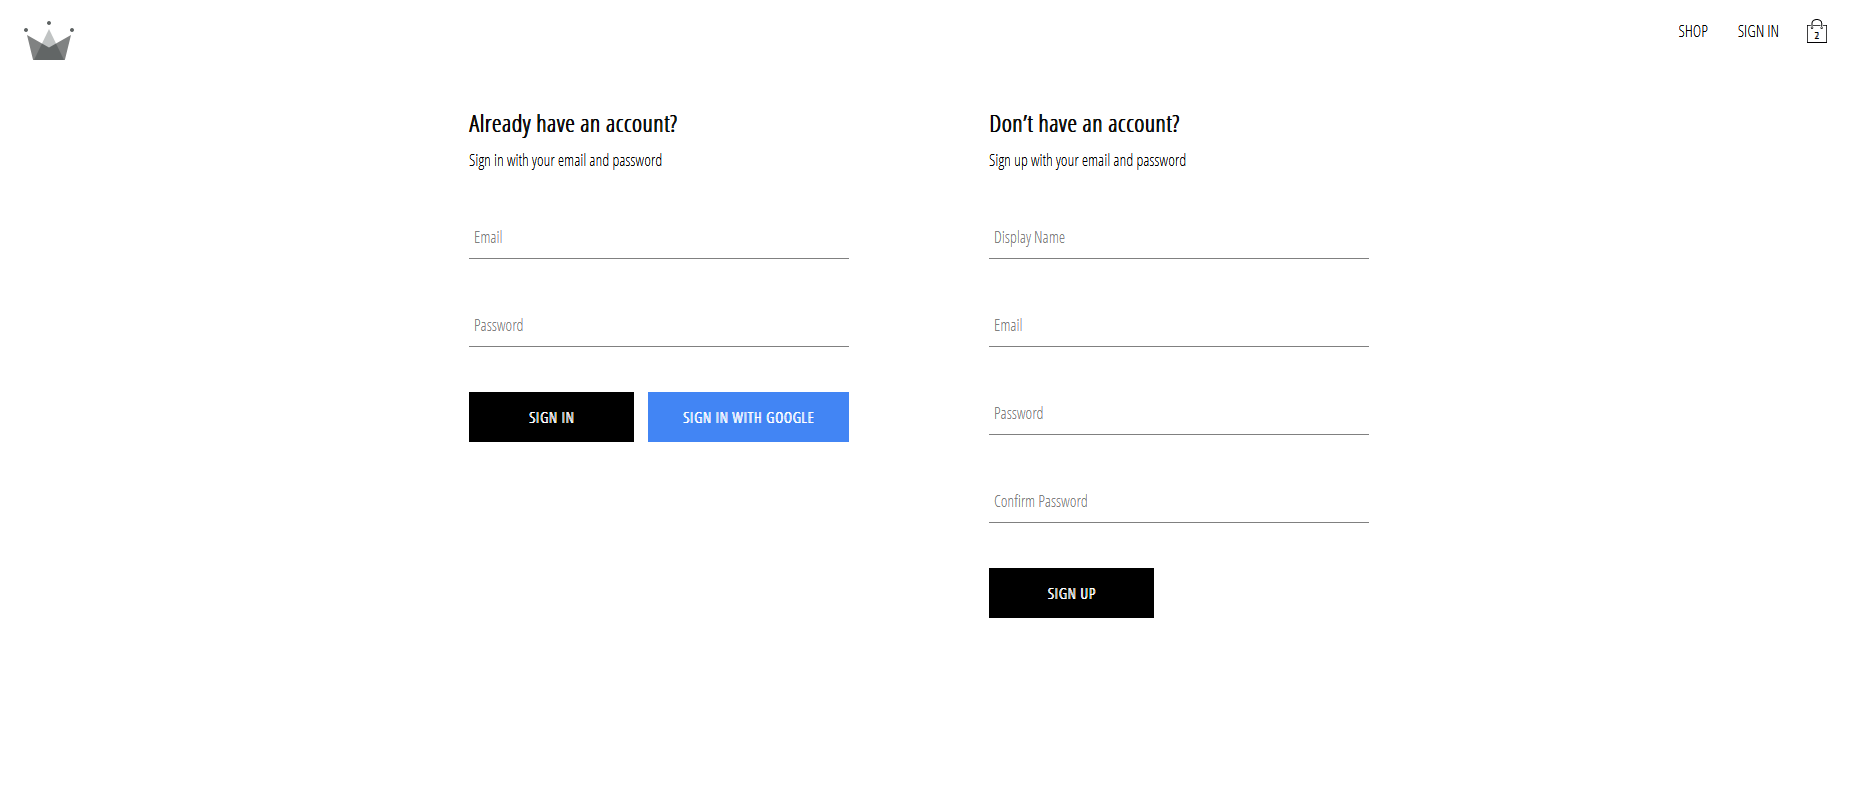 SHOP
SIGN IN
2
Already have an account?
Sign in with your email and password
Email
Password
SIGN IN
SIGN IN WITH GOOGLE
Don’t have an account?
Sign up with your email and password
Display Name
Email
Password
Confirm Password
SIGN UP